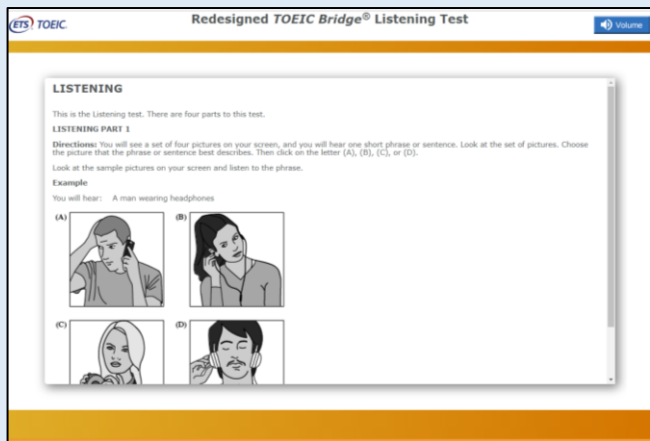 ETS TOEIC
Redesigned TOEIC Bridge® Listening Test
Volume
LISTENING
This is the Listening test. There are four parts to this test.
LISTENING PART 1
Directions: You will see a set of four pictures on your screen, and you will hear one short phrase or sentence. Look at the set of pictures. Choose
the picture that the phrase or sentence best describes. Then click on the letter (A), (B), (C), or (D).
Look at the sample pictures on your screen and listen to the phrase.
Example
You will hear: A man wearing headphones
(A) (B)
(C) (D)